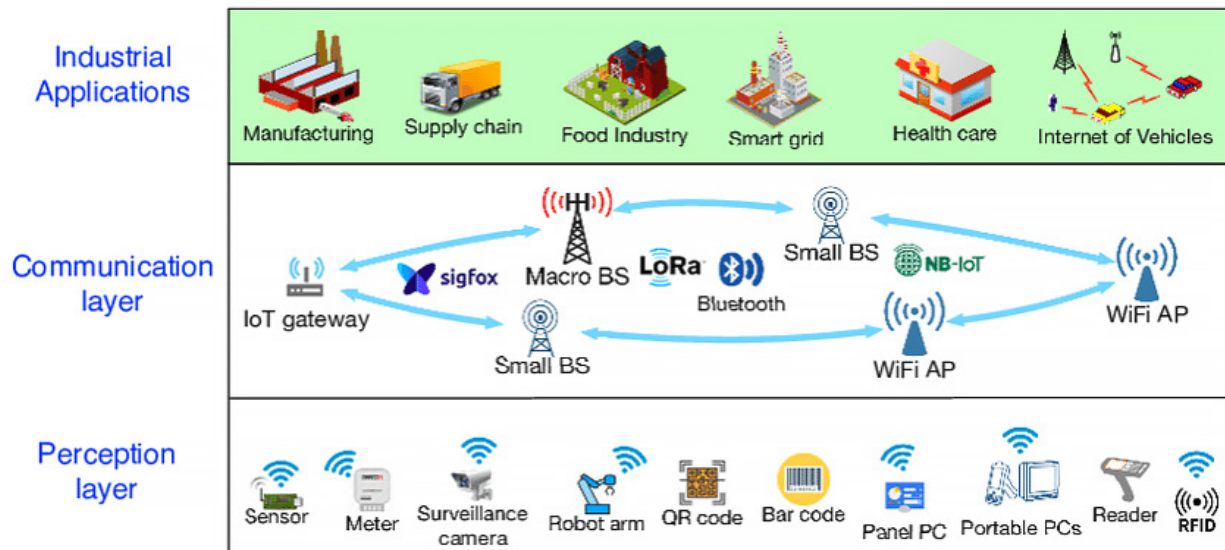 Industrial
Applications
Manufacturing
Supply chain
Food Industry
Smart grid
Health care
Internet of Vehicles
Communication
layer
IoT gateway
sigfox
Macro BS
LoRa
Bluetooth
Small BS
NB-IoT
WiFi AP
Small BS
WiFi AP
Perception
layer
Sensor
Meter
Surveillance
camera
Robot arm
QR code
Bar code
Panel PC
Portable PCs
Reader
RFID